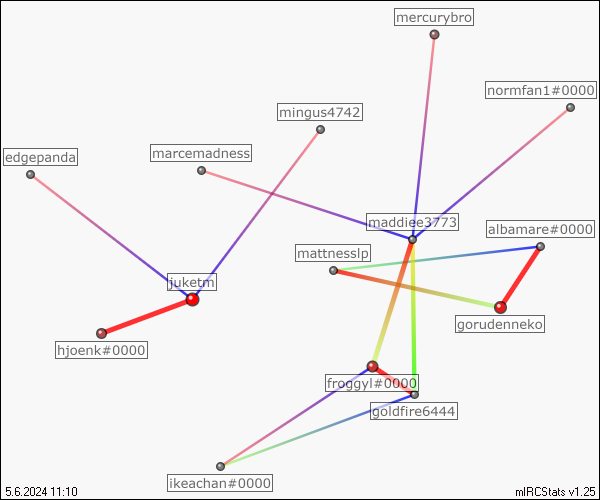 mercurybro
normfan1#0000
mingus4742
edgepanda
marcemadness
maddiee3773
albamare#0000
mattnesslp
juketm
gorudenneko
hjoenk#0000
froggyl#0000
goldfire6444
ikeachan#0000
5.6.2024 11:10
mIRCStats v1.25